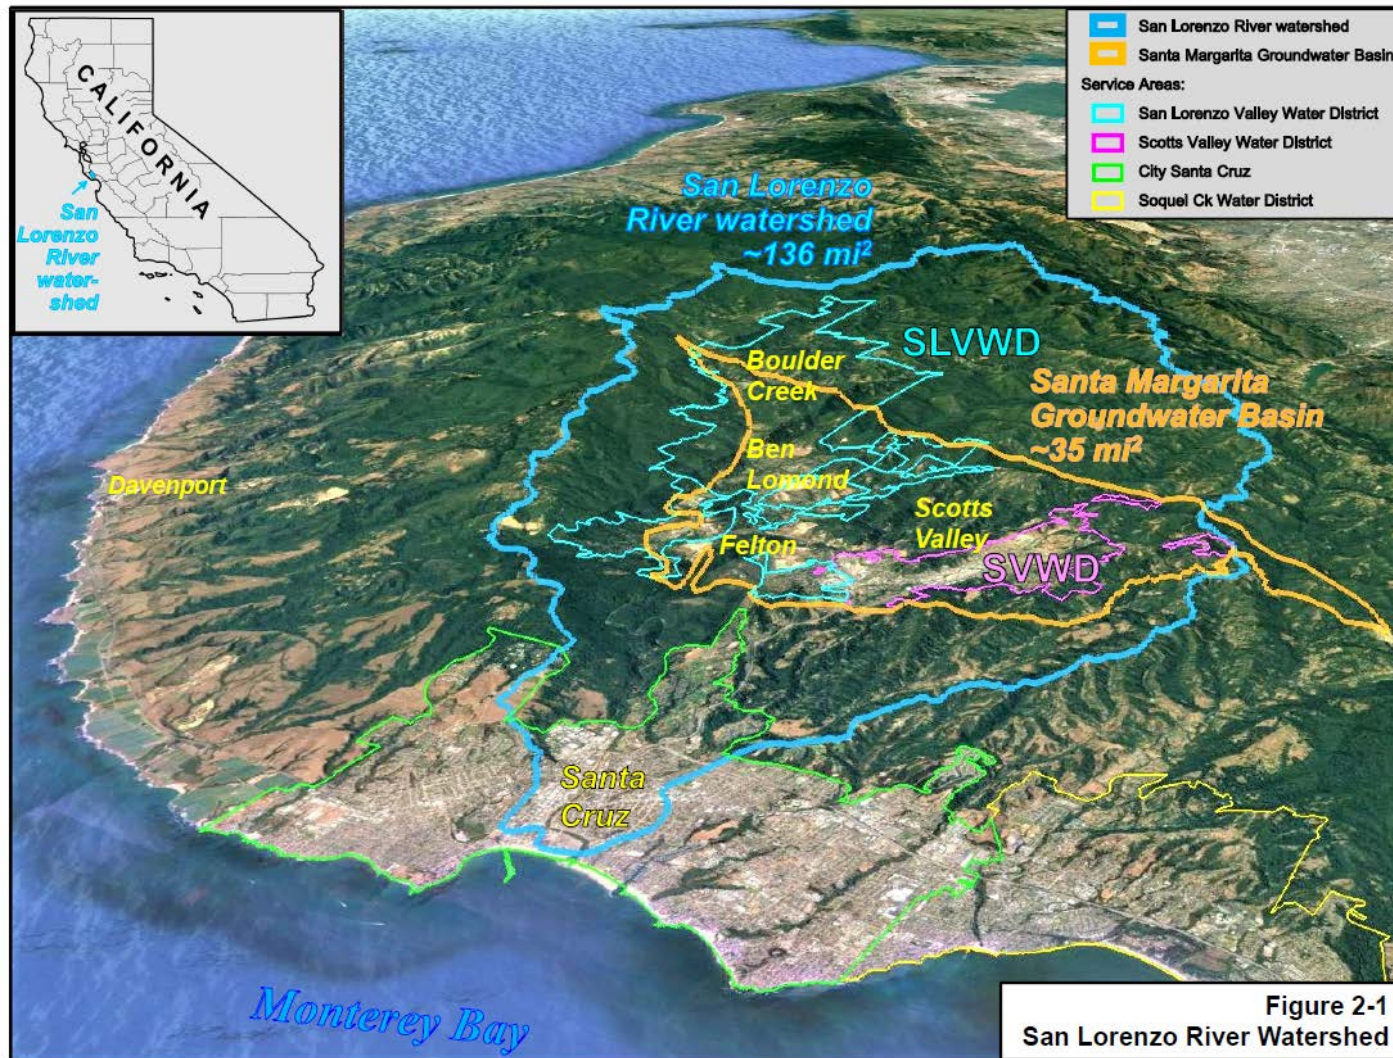 CALIFORNIA
San
Lorenzo
River
water-
shed
San Lorenzo River watershed
Santa Margarita Groundwater Basin
Service Areas:
San Lorenzo Valley Water District
Scotts Valley Water District
City Santa Cruz
Soquel Ck Water District
San Lorenzo
River watershed
~136 mi²
SLVWD
Boulder
Creek
Santa Margarita
Groundwater Basin
~35 mi²
Ben
Lomond
Davenport
Scotts
Valley
Felton
SVWD
Santa
Cruz
Monterey Bay
Figure 2-1
San Lorenzo River Watershed